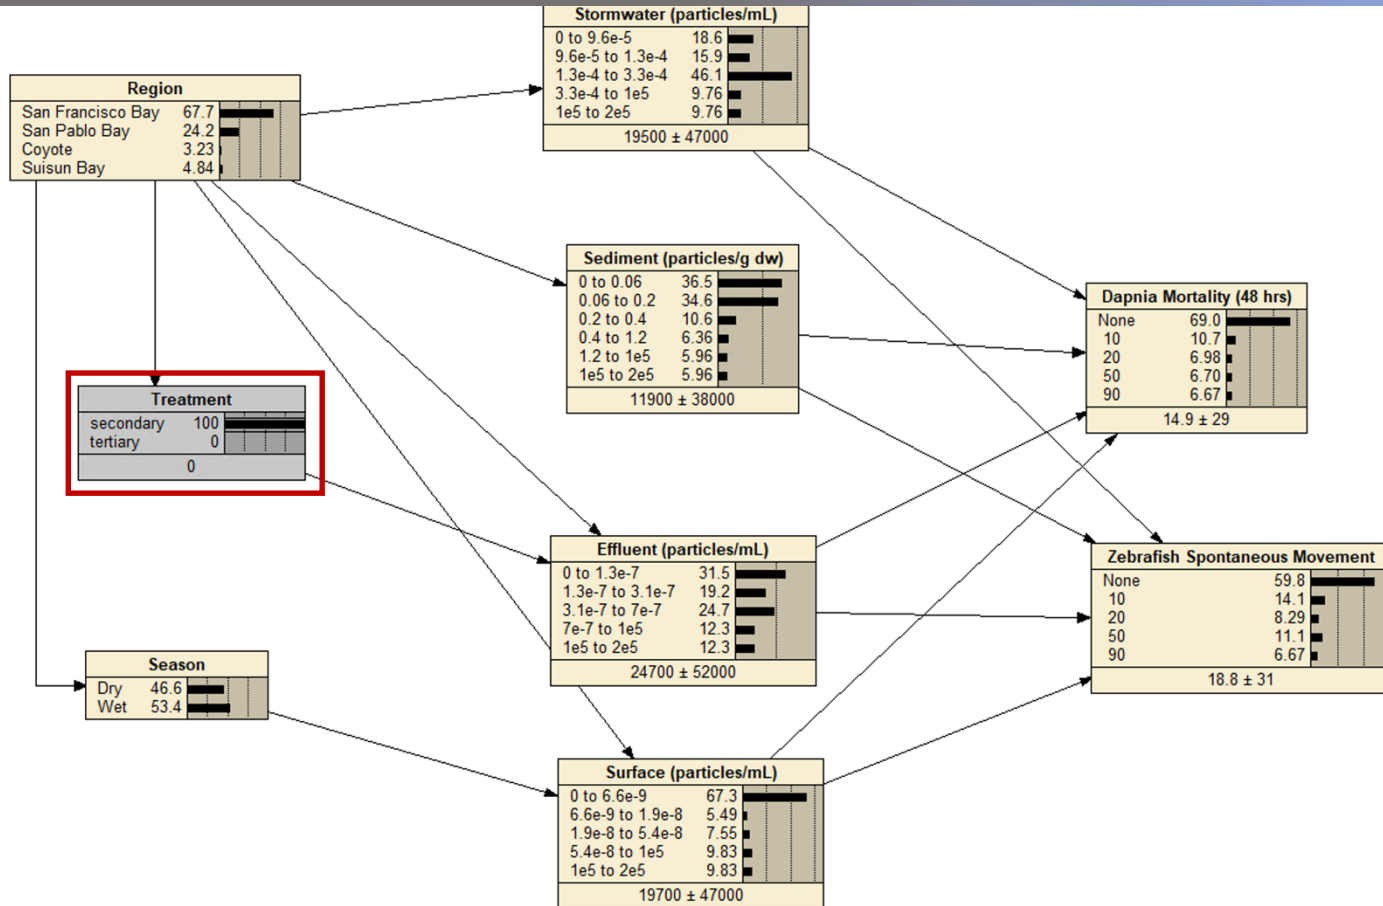 Stormwater (particles/mL)
0 to 9.6e-5 18.6
9.6e-5 to 1.3e-4 15.9
1.3e-4 to 3.3e-4 46.1
3.3e-4 to 1e5 9.76
1e5 to 2e5 9.76
19500 ± 47000
Region
San Francisco Bay 67.7
San Pablo Bay 24.2
Coyote 3.23
Suisun Bay 4.84
Sediment (particles/g dw)
0 to 0.06 36.5
0.06 to 0.2 34.6
0.2 to 0.4 10.6
0.4 to 1.2 6.36
1.2 to 1e5 5.96
1e5 to 2e5 5.96
11900 ± 38000
Dapnia Mortality (48 hrs)
None 69.0
10 10.7
20 6.98
50 6.70
90 6.67
14.9 ± 29
Treatment
secondary 100
tertiary 0
0
Effluent (particles/mL)
0 to 1.3e-7 31.5
1.3e-7 to 3.1e-7 19.2
3.1e-7 to 7e-7 24.7
7e-7 to 1e5 12.3
1e5 to 2e5 12.3
24700 ± 52000
Zebrafish Spontaneous Movement
None 59.8
10 14.1
20 8.29
50 11.1
90 6.67
18.8 ± 31
Season
Dry 46.6
Wet 53.4
Surface (particles/mL)
0 to 6.6e-9 67.3
6.6e-9 to 1.9e-8 5.49
1.9e-8 to 5.4e-8 7.55
5.4e-8 to 1e5 9.83
1e5 to 2e5 9.83
19700 ± 47000